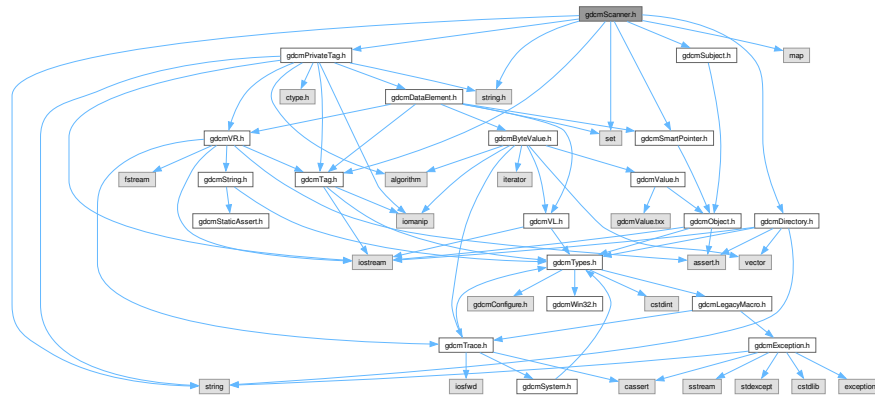 gdcmScanner.h
gdcmPrivateTag.h
gdcmSubject.h
map
ctype.h
gdcmDataElement.h
string.h
gdcmVR.h
gdcmByteValue.h
set
gdcmSmartPointer.h
fstream
gdcmString.h
gdcmTag.h
algorithm
iterator
gdcmValue.h
gdcmStaticAssert.h
iomanip
gdcmVL.h
gdcmValue.txx
gdcmObject.h
gdcmDirectory.h
iostream
gdcmTypes.h
assert.h
vector
gdcmConfigure.h
gdcmWin32.h
cstdint
gdcmLegacyMacro.h
gdcmTrace.h
gdcmException.h
string
iosfwd
gdcmSystem.h
cassert
sstream
stdexcept
cstdlib
exception